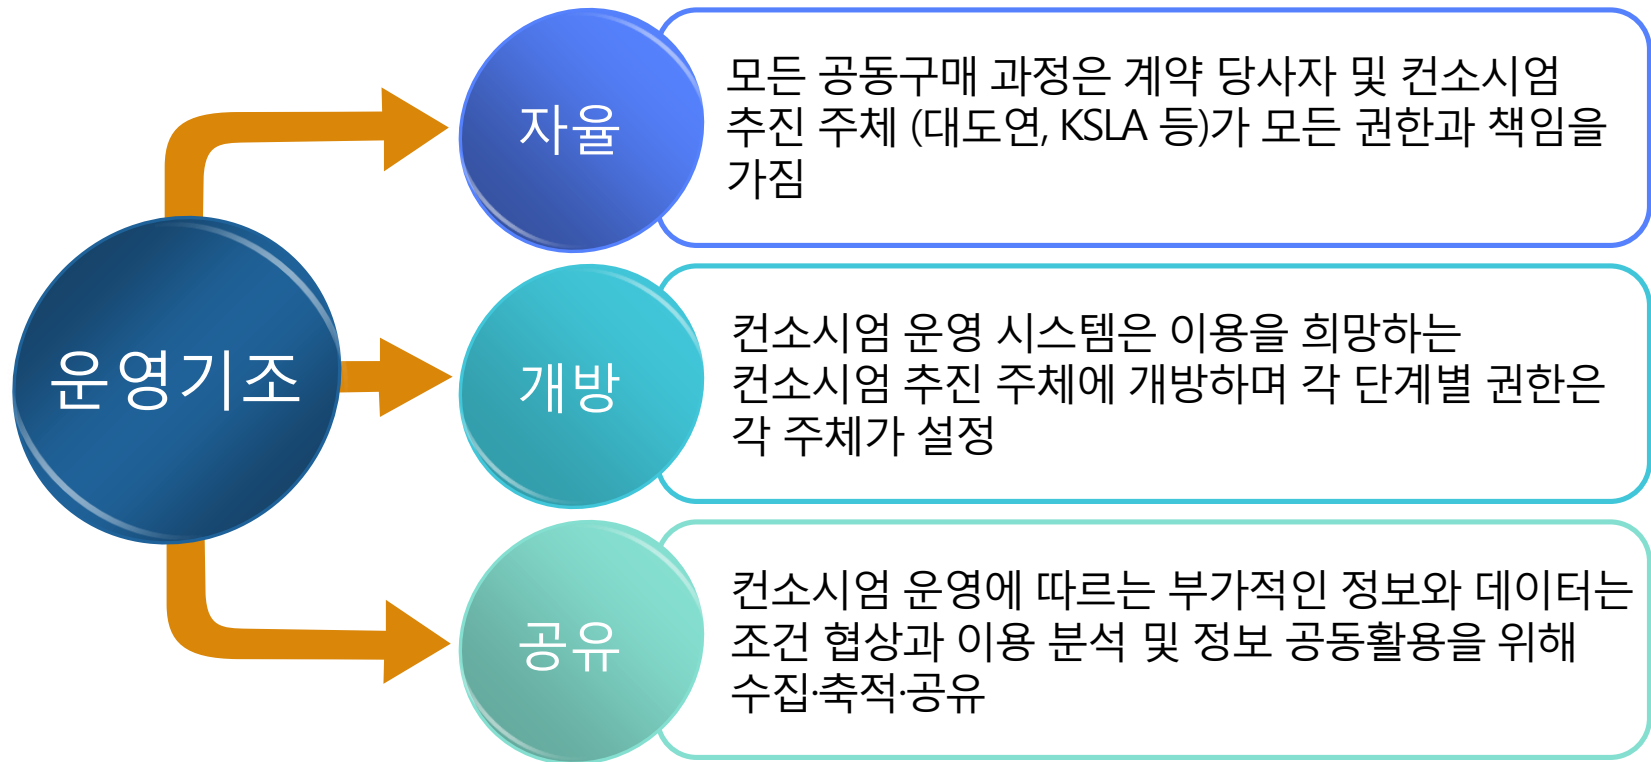 운영기조
자율
모든 공동구매 과정은 계약 당사자 및 컨소시엄
추진 주체 (대도연, KSLA 등)가 모든 권한과 책임을
가짐
개방
컨소시엄 운영 시스템은 이용을 희망하는
컨소시엄 추진 주체에 개방하며 각 단계별 권한은
각 주체가 설정
공유
컨소시엄 운영에 따르는 부가적인 정보와 데이터는
조건 협상과 이용 분석 및 정보 공동활용을 위해
수집·축적·공유